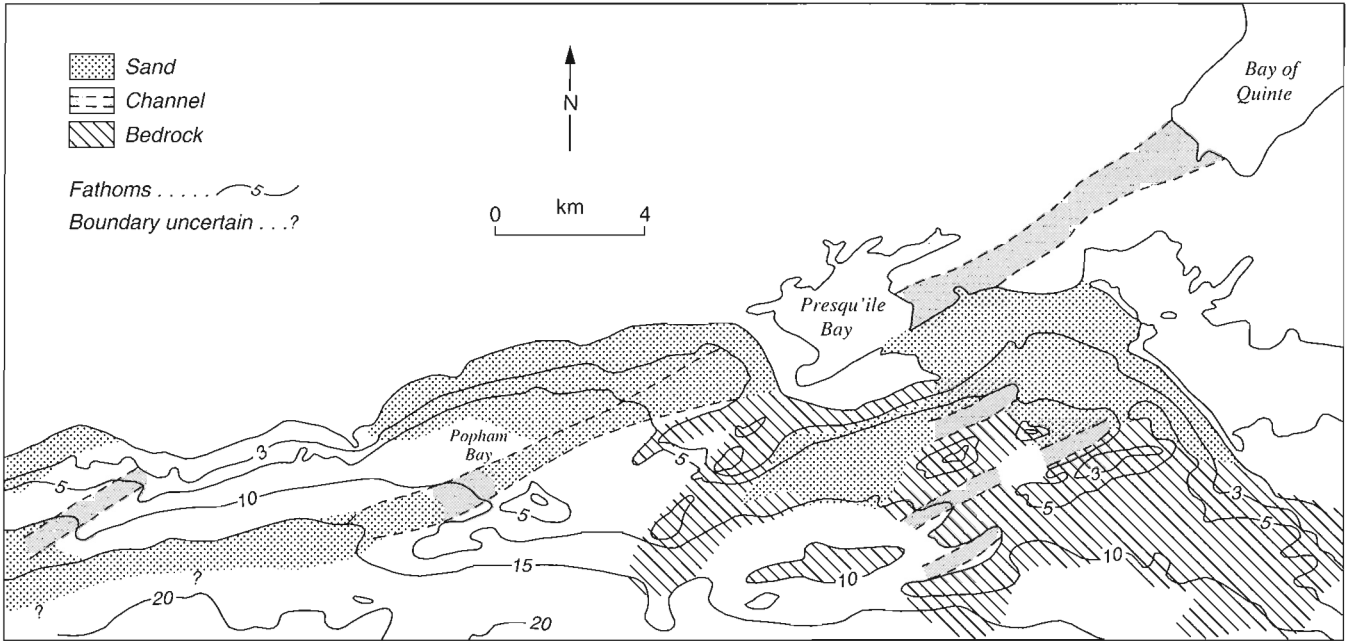 Sand
Channel
Bedrock
Fathoms . . . . . 5
Boundary uncertain . . .?
N
km
0 4
Bay of
Quinte
Presqu'ile
Bay
Popham
Bay
3
5
10
5
5
15
20
20
?
?
10
5
3
3
5
10